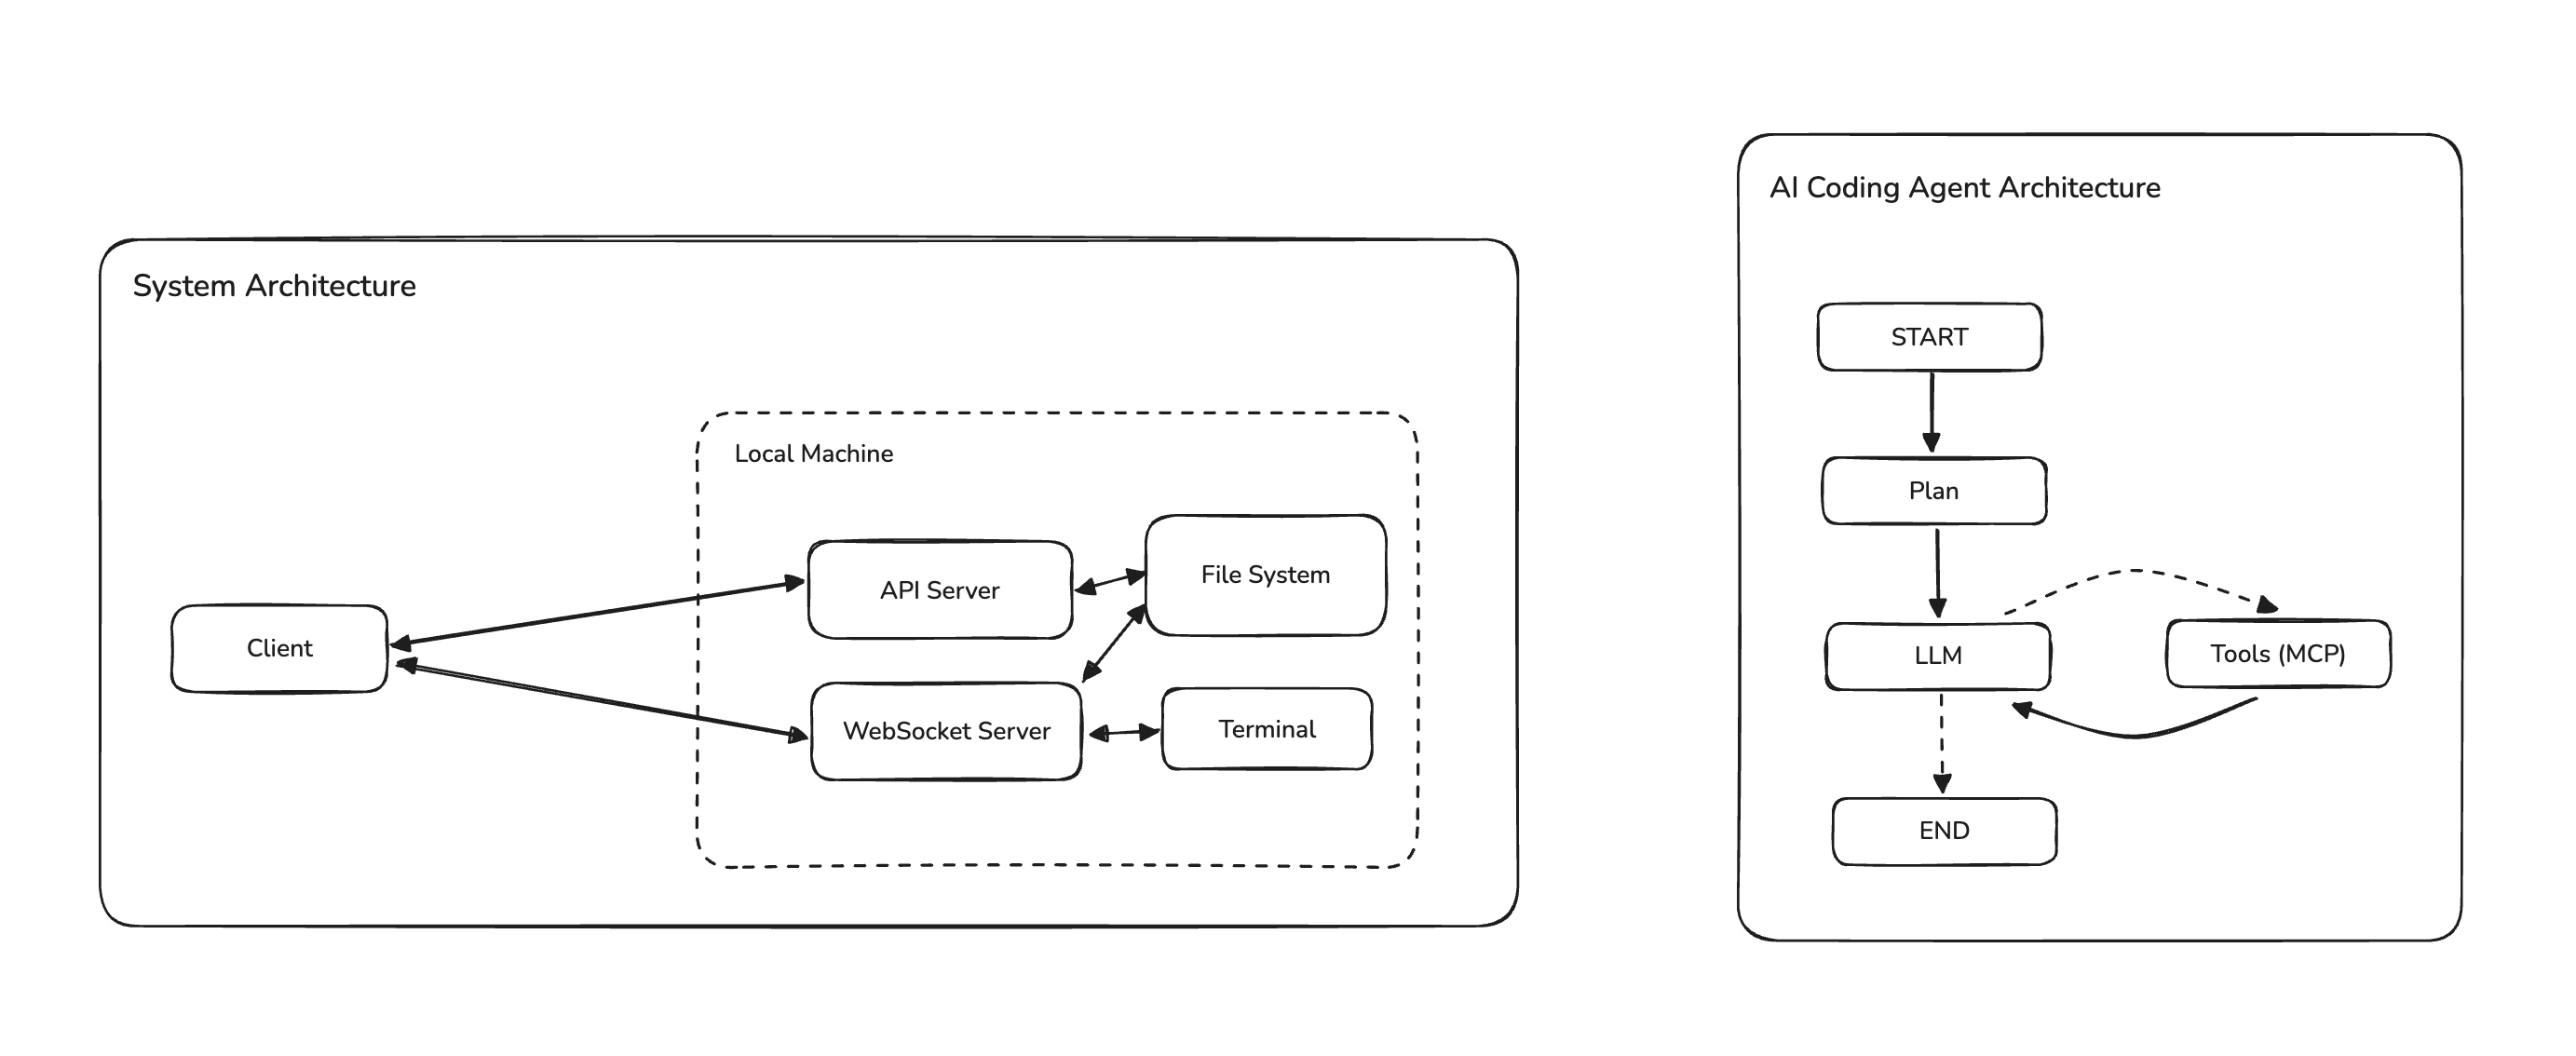 System Architecture
Local Machine
Client
API Server
File System
WebSocket Server
Terminal
AI Coding Agent Architecture
START
Plan
LLM
Tools (MCP)
END